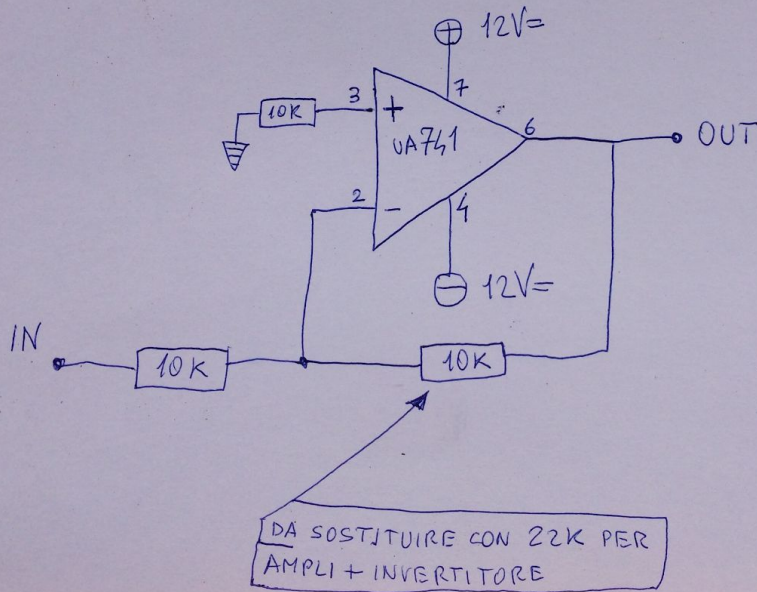 12V=
7
3
10K
+
UA741
6
OUT
2
-
4
12V=
IN
10K
10K
DA SOSTITUIRE CON 22K PER
AMPLI + INVERTITORE